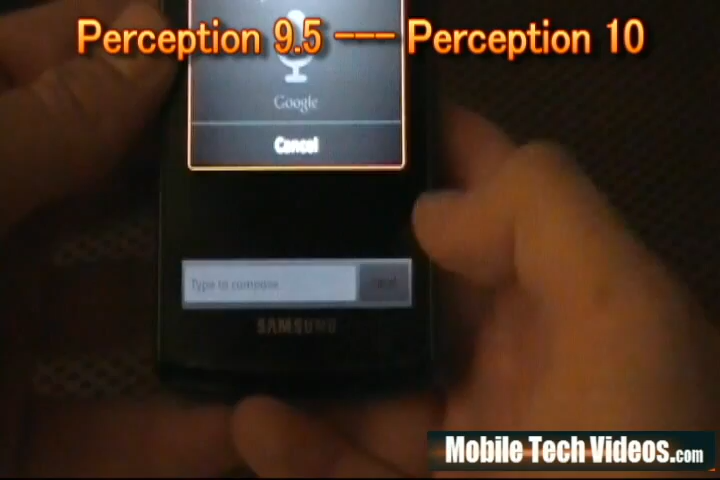 Perception 9.5 --- Perception 10
Google
Cancel
Type to compose
SAMSUNG
Mobile Tech Videos.com